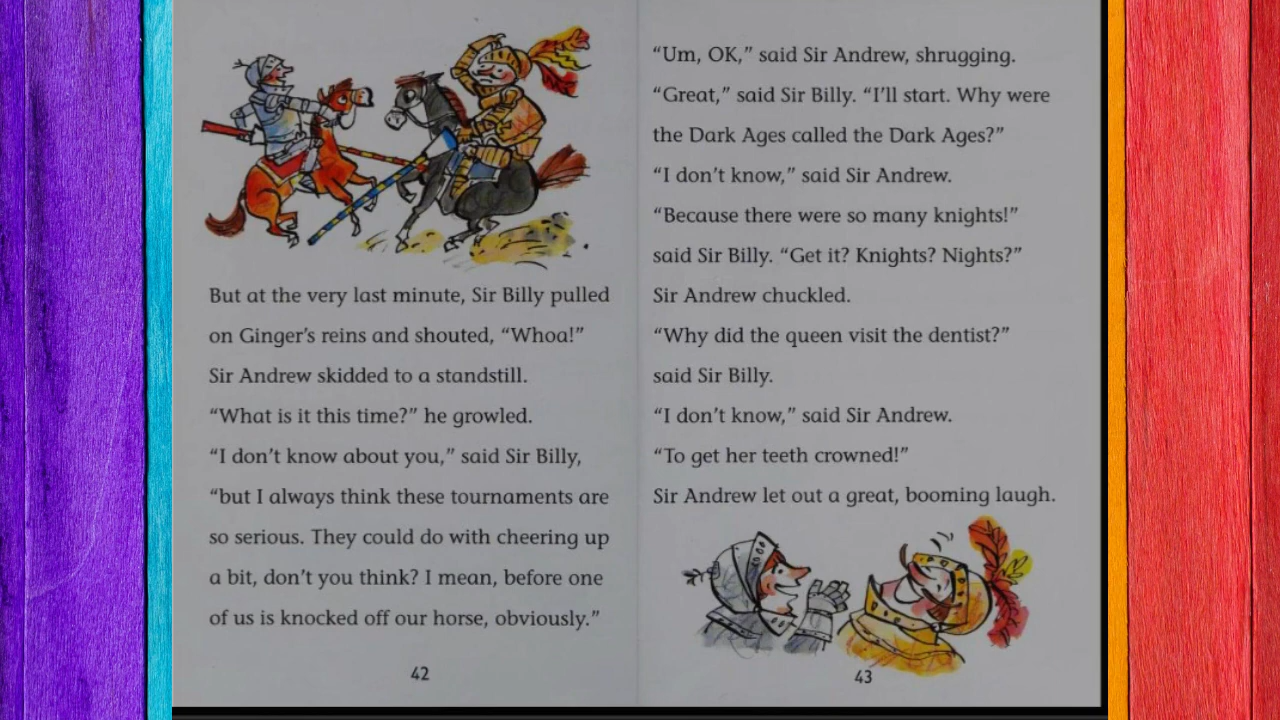 But at the very last minute, Sir Billy pulled
on Ginger’s reins and shouted, “Whoa!”
Sir Andrew skidded to a standstill.
“What is it this time?” he growled.
“I don’t know about you,” said Sir Billy,
“but I always think these tournaments are
so serious. They could do with cheering up
a bit, don’t you think? I mean, before one
of us is knocked off our horse, obviously.”
42
“Um, OK,” said Sir Andrew, shrugging.
“Great,” said Sir Billy. “I’ll start. Why were
the Dark Ages called the Dark Ages?”
“I don’t know,” said Sir Andrew.
“Because there were so many knights!”
said Sir Billy. “Get it? Knights? Nights?”
Sir Andrew chuckled.
“Why did the queen visit the dentist?”
said Sir Billy.
“I don’t know,” said Sir Andrew.
“To get her teeth crowned!”
Sir Andrew let out a great, booming laugh.
43